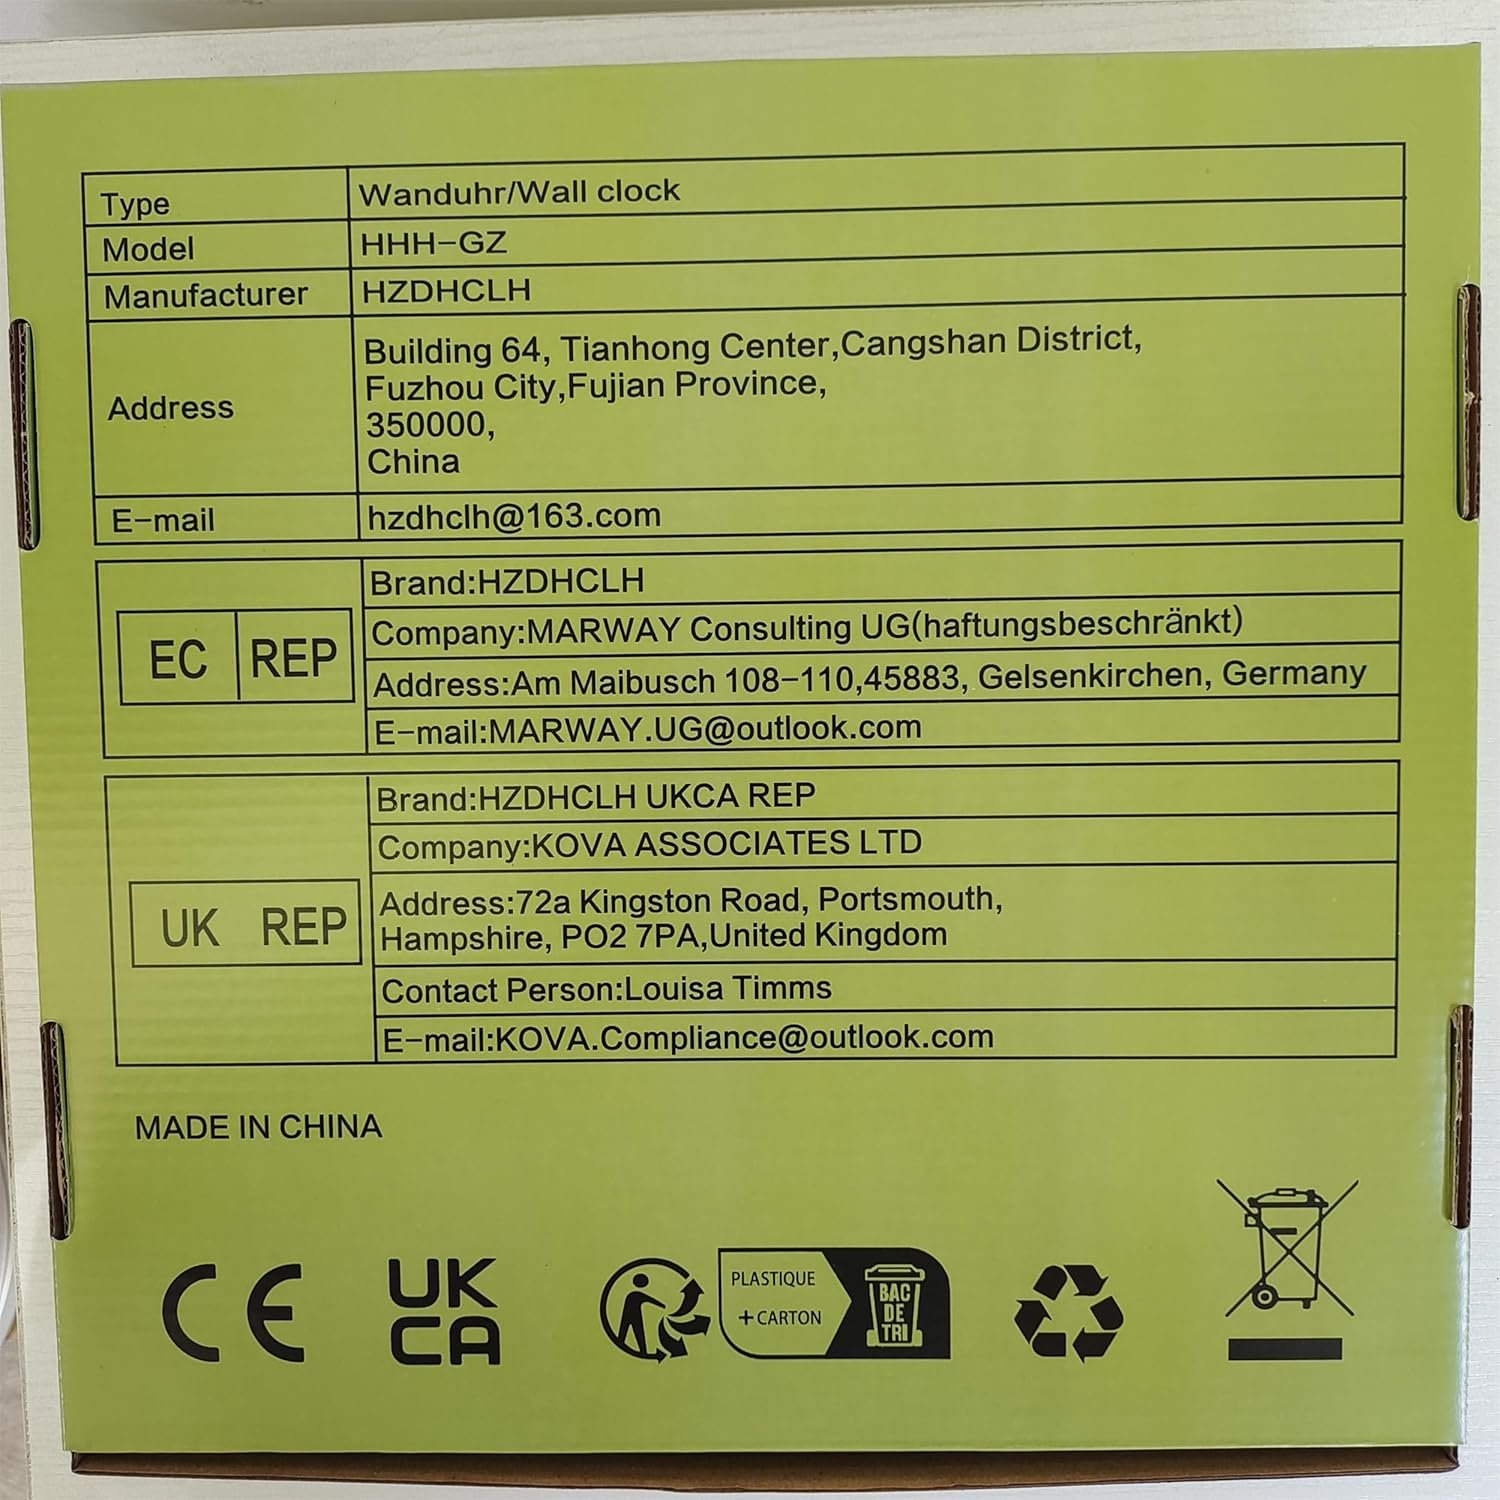 Type
Wanduhr/Wall clock
Model
HHH-GZ
Manufacturer
HZDHCLH
Address
Building 64, Tianhong Center,Cangshan District,
Fuzhou City,Fujian Province,
350000,
China
E-mail
hzdhclh@163.com
EC REP
Brand:HZDHCLH
Company:MARWAY Consulting UG(haftungsbeschränkt)
Address:Am Maibusch 108-110,45883, Gelsenkirchen, Germany
E-mail:MARWAY.UG@outlook.com
UK REP
Brand:HZDHCLH UKCA REP
Company:KOVA ASSOCIATES LTD
Address:72a Kingston Road, Portsmouth,
Hampshire, PO2 7PA,United Kingdom
Contact Person:Louisa Timms
E-mail:KOVA.Compliance@outlook.com
MADE IN CHINA
CE
UK
CA
PLASTIQUE
+CARTON
BAC
DE
TRI